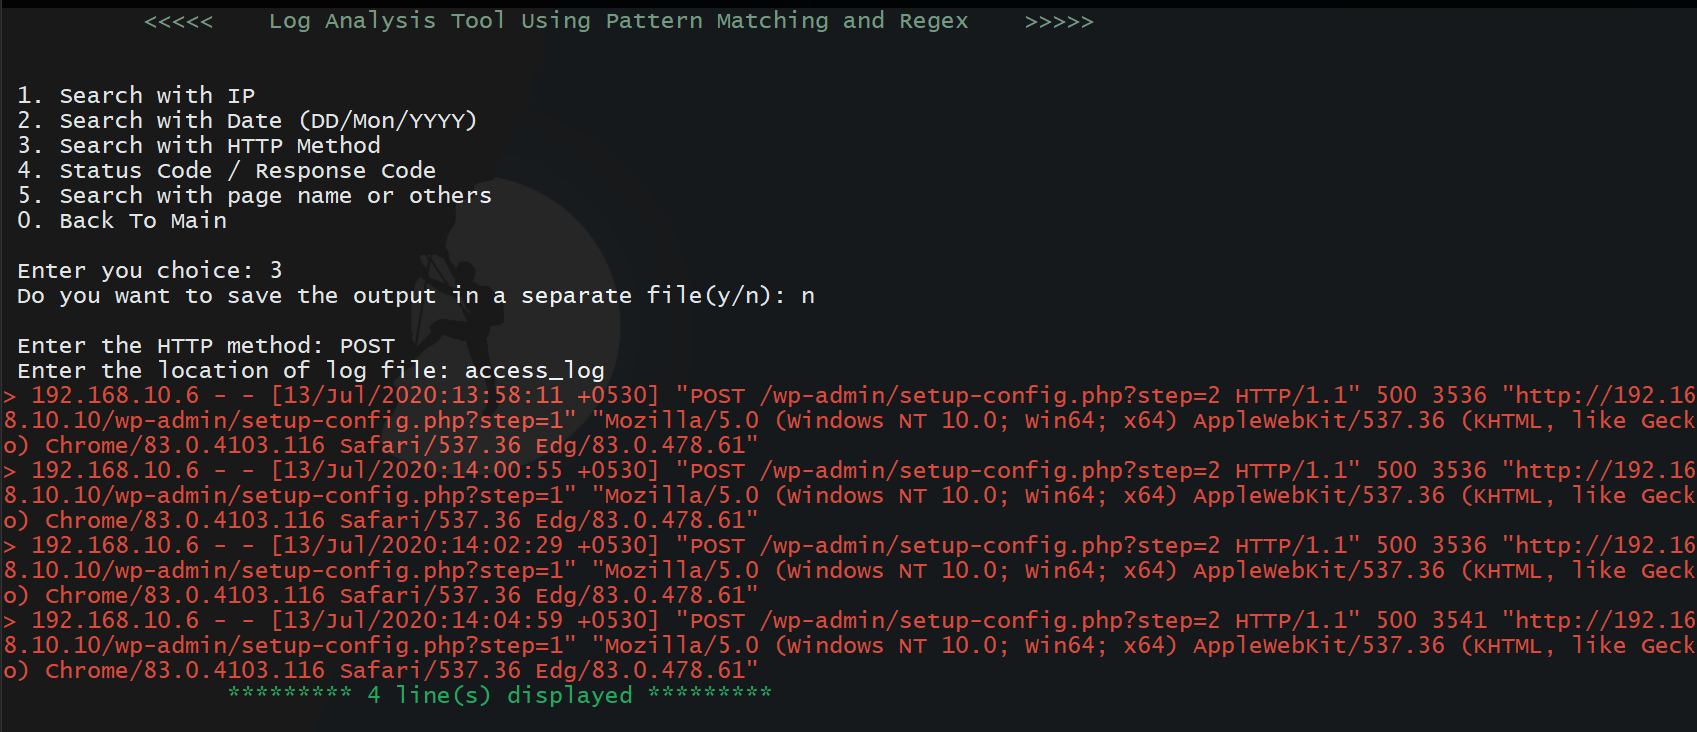 <<<<<    Log Analysis Tool Using Pattern Matching and Regex    >>>>>
1. Search with IP
2. Search with Date (DD/Mon/YYYY)
3. Search with HTTP Method
4. Status Code / Response Code
5. Search with page name or others
0. Back To Main
Enter you choice: 3
Do you want to save the output in a separate file(y/n): n
Enter the HTTP method: POST
Enter the location of log file: access_log
> 192.168.10.6 - - [13/Jul/2020:13:58:11 +0530] "POST /wp-admin/setup-config.php?step=2 HTTP/1.1" 500 3536 "http://192.16
8.10.10/wp-admin/setup-config.php?step=1" "Mozilla/5.0 (Windows NT 10.0; Win64; x64) AppleWebKit/537.36 (KHTML, like Geck
o) Chrome/83.0.4103.116 Safari/537.36 Edg/83.0.478.61"
> 192.168.10.6 - - [13/Jul/2020:14:00:55 +0530] "POST /wp-admin/setup-config.php?step=2 HTTP/1.1" 500 3536 "http://192.16
8.10.10/wp-admin/setup-config.php?step=1" "Mozilla/5.0 (Windows NT 10.0; Win64; x64) AppleWebKit/537.36 (KHTML, like Geck
o) Chrome/83.0.4103.116 Safari/537.36 Edg/83.0.478.61"
> 192.168.10.6 - - [13/Jul/2020:14:02:29 +0530] "POST /wp-admin/setup-config.php?step=2 HTTP/1.1" 500 3536 "http://192.16
8.10.10/wp-admin/setup-config.php?step=1" "Mozilla/5.0 (Windows NT 10.0; Win64; x64) AppleWebKit/537.36 (KHTML, like Geck
o) Chrome/83.0.4103.116 Safari/537.36 Edg/83.0.478.61"
> 192.168.10.6 - - [13/Jul/2020:14:04:59 +0530] "POST /wp-admin/setup-config.php?step=2 HTTP/1.1" 500 3541 "http://192.16
8.10.10/wp-admin/setup-config.php?step=1" "Mozilla/5.0 (Windows NT 10.0; Win64; x64) AppleWebKit/537.36 (KHTML, like Geck
o) Chrome/83.0.4103.116 Safari/537.36 Edg/83.0.478.61"
********* 4 line(s) displayed *********